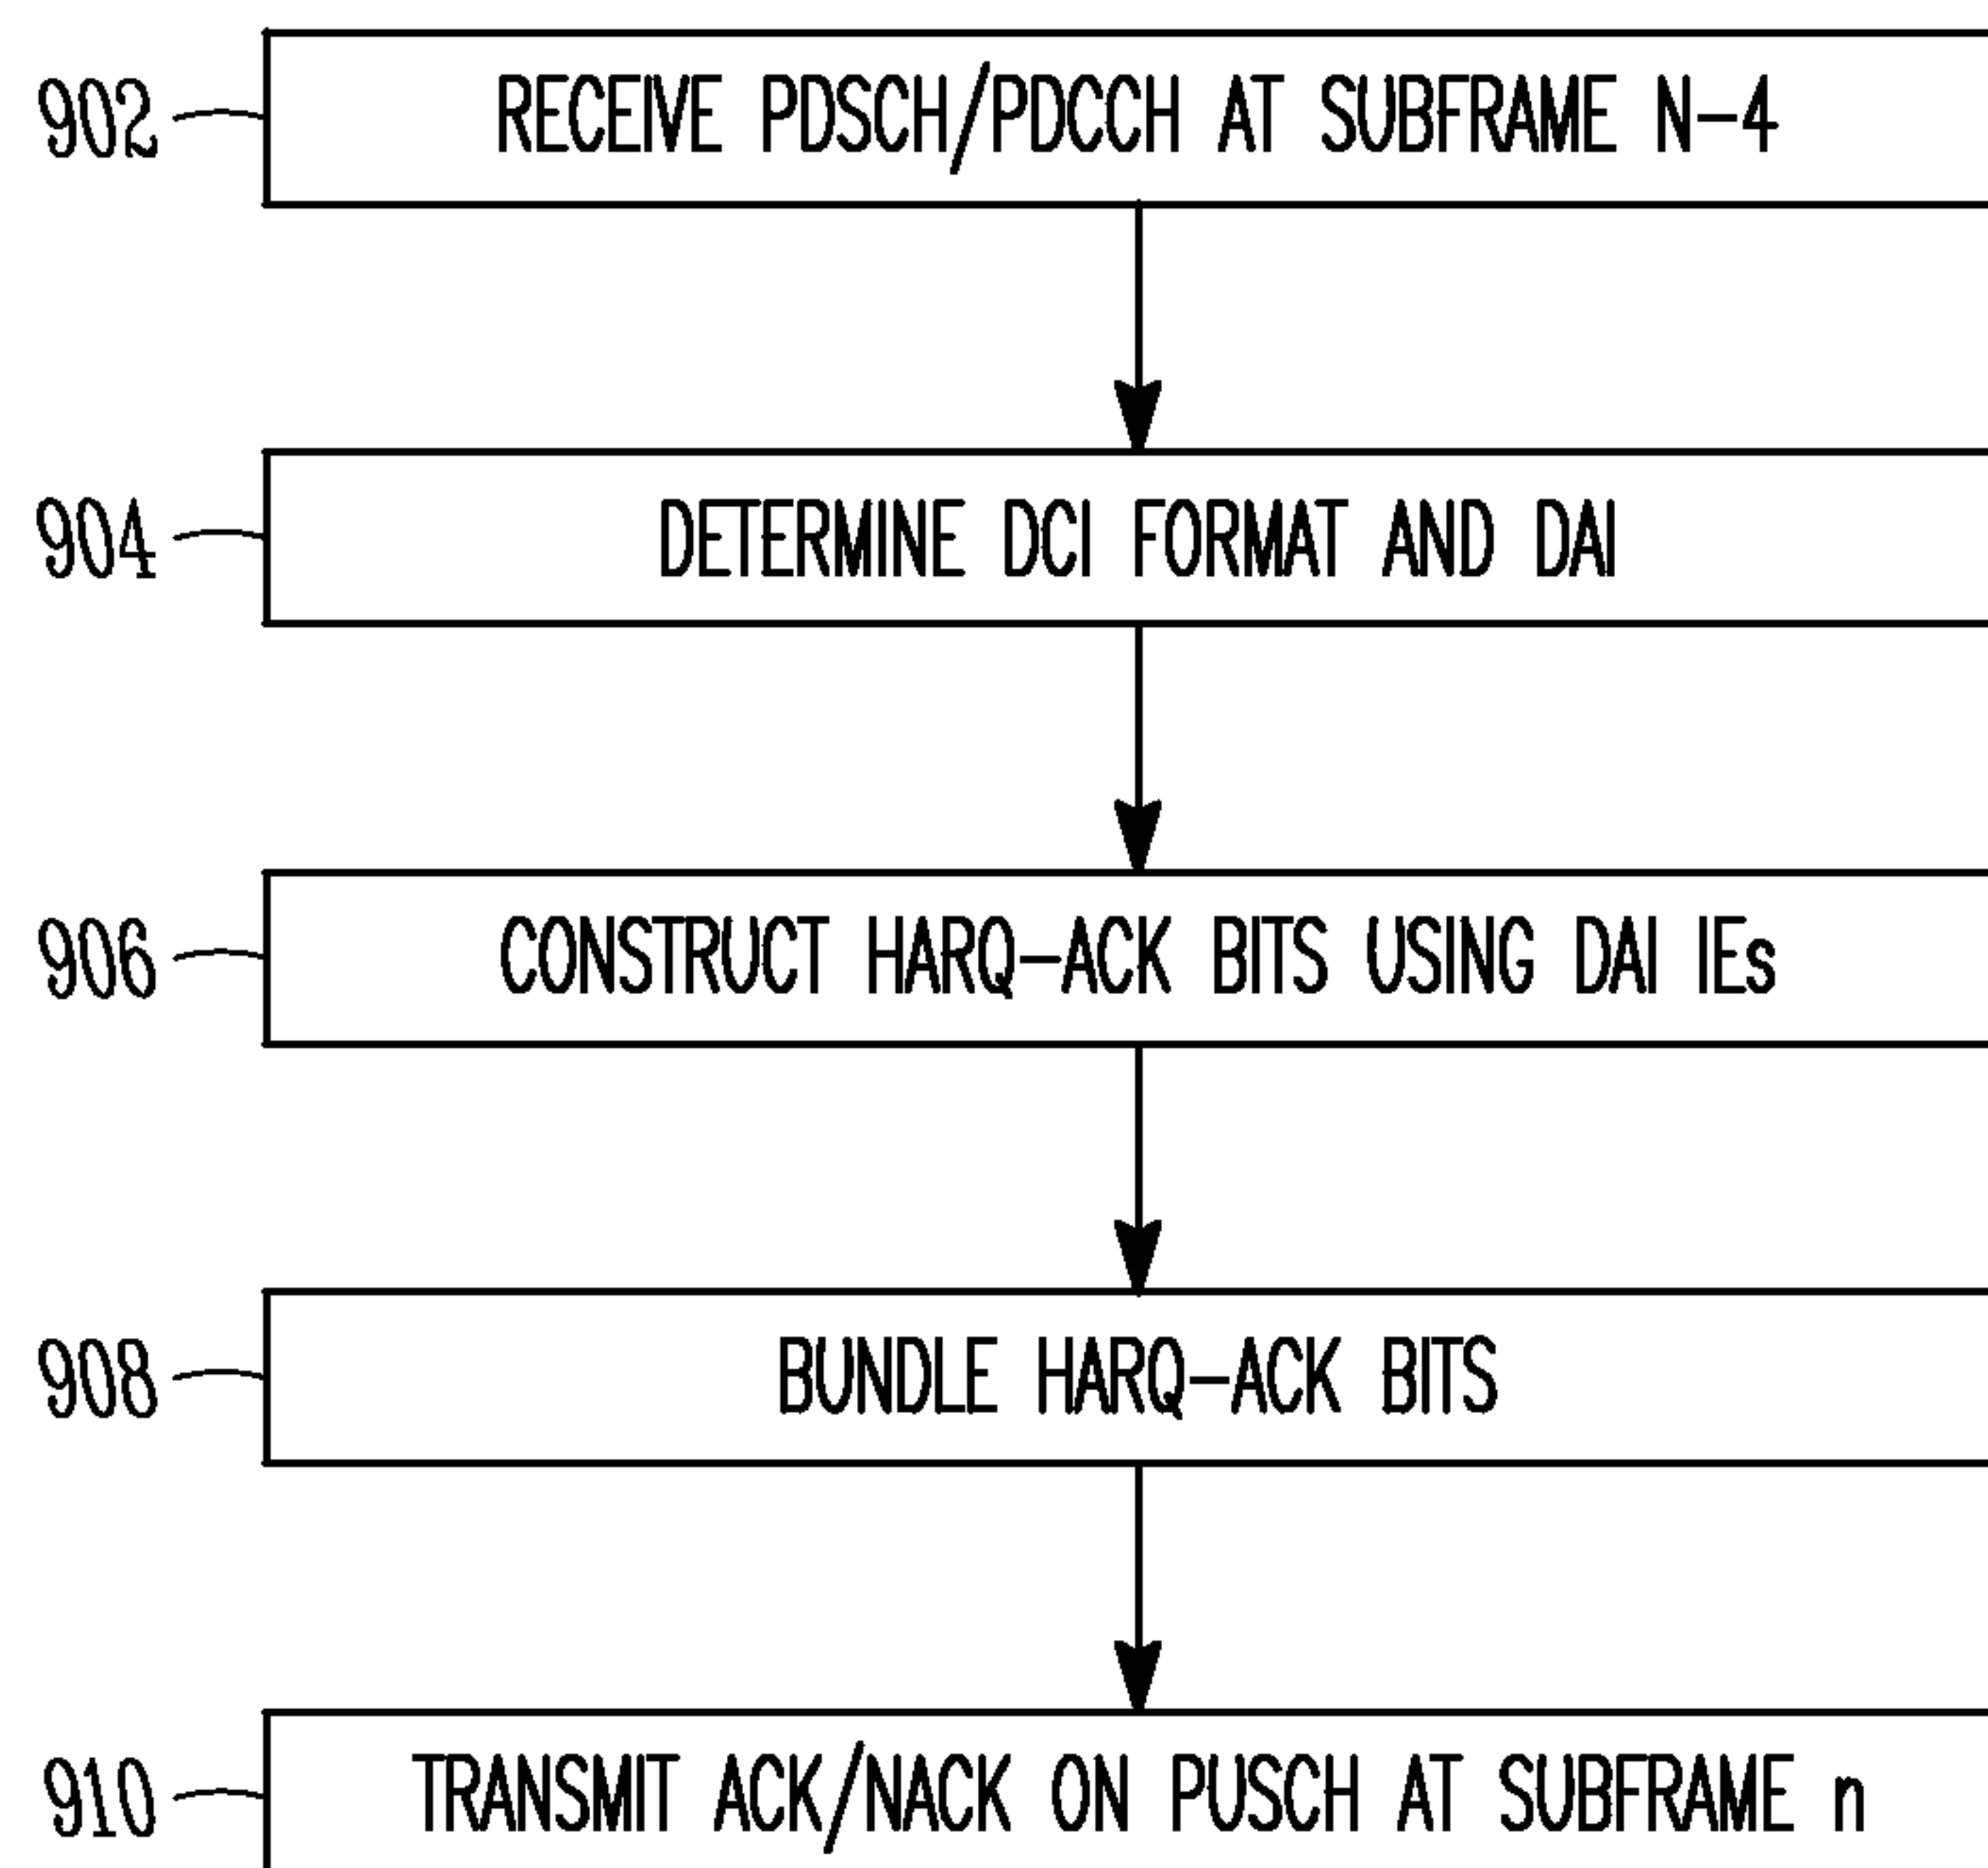 902 RECEIVE PDSCH/PDCCH AT SUBFRAME N-4
904 DETERMINE DCI FORMAT AND DAI
906 CONSTRUCT HARQ-ACK BITS USING DAI IEs
908 BUNDLE HARQ-ACK BITS
910 TRANSMIT ACK/NACK ON PUSCH AT SUBFRAME n